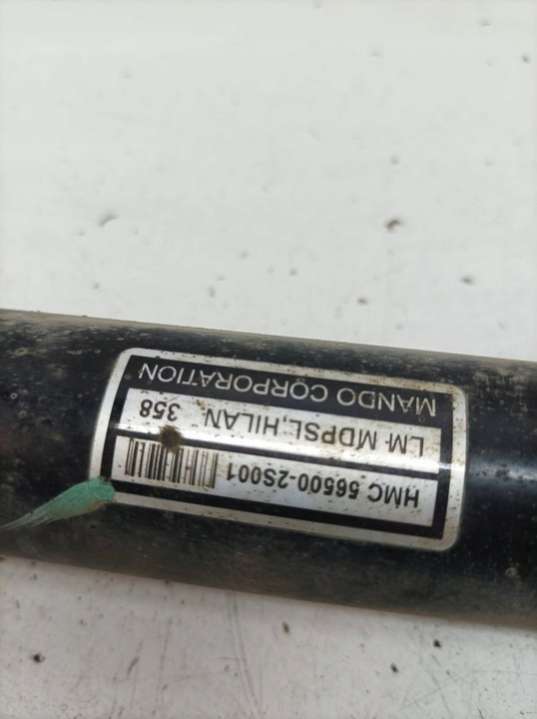 HMC 56500-2S001
LM MDPSL,HILAN 358
MANDO CORPORATION